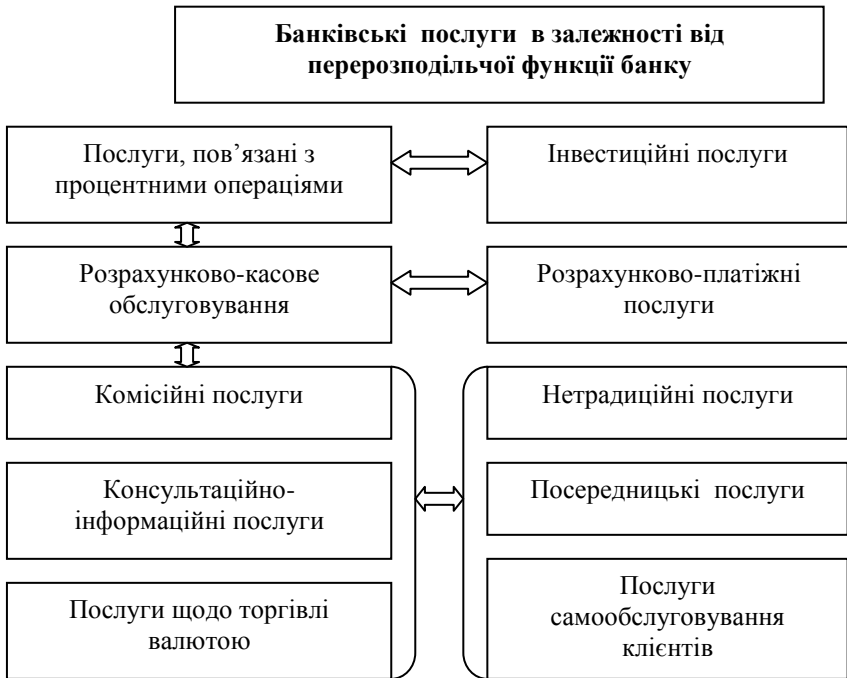 Банківські послуги в залежності від
перерозподільчої функції банку
Послуги, пов’язані з
процентними операціями
Інвестиційні послуги
Розрахунково-касове
обслуговування
Розрахунково-платіжні
послуги
Комісійні послуги
Нетрадиційні послуги
Консультаційно-
інформаційні послуги
Посередницькі послуги
Послуги щодо торгівлі
валютою
Послуги
самообслуговування
клієнтів